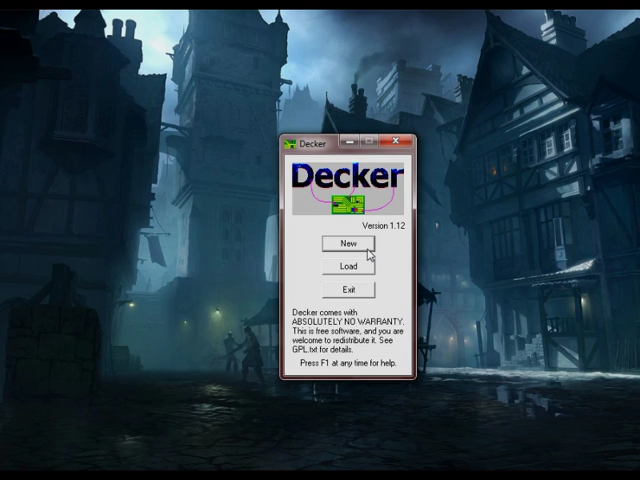 Decker
Decker
Version 1.12
New
Load
Exit
Decker comes with
ABSOLUTELY NO WARRANTY.
This is free software, and you are
welcome to redistribute it. See
GPL.txt for details.
Press F1 at any time for help.